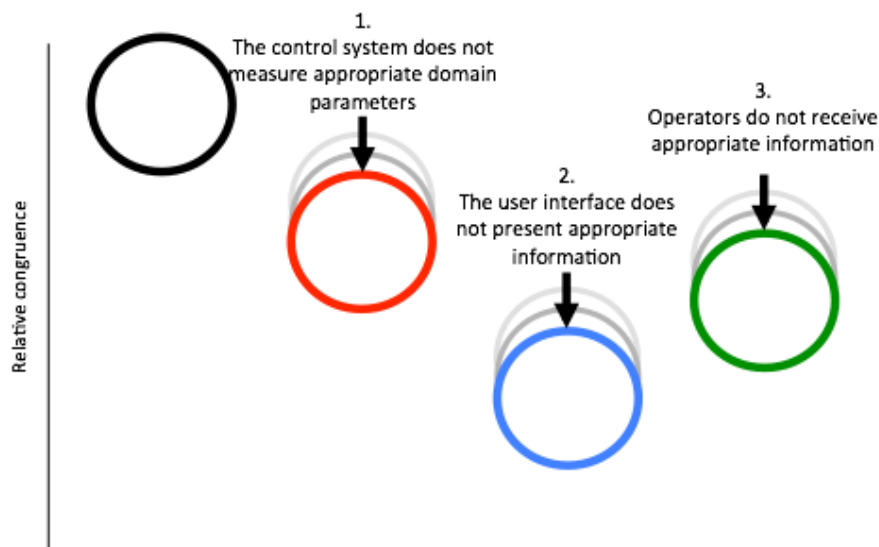 1.
The control system does not
measure appropriate domain
parameters
2.
The user interface does
not present appropriate
information
3.
Operators do not receive
appropriate information
Relative congruence